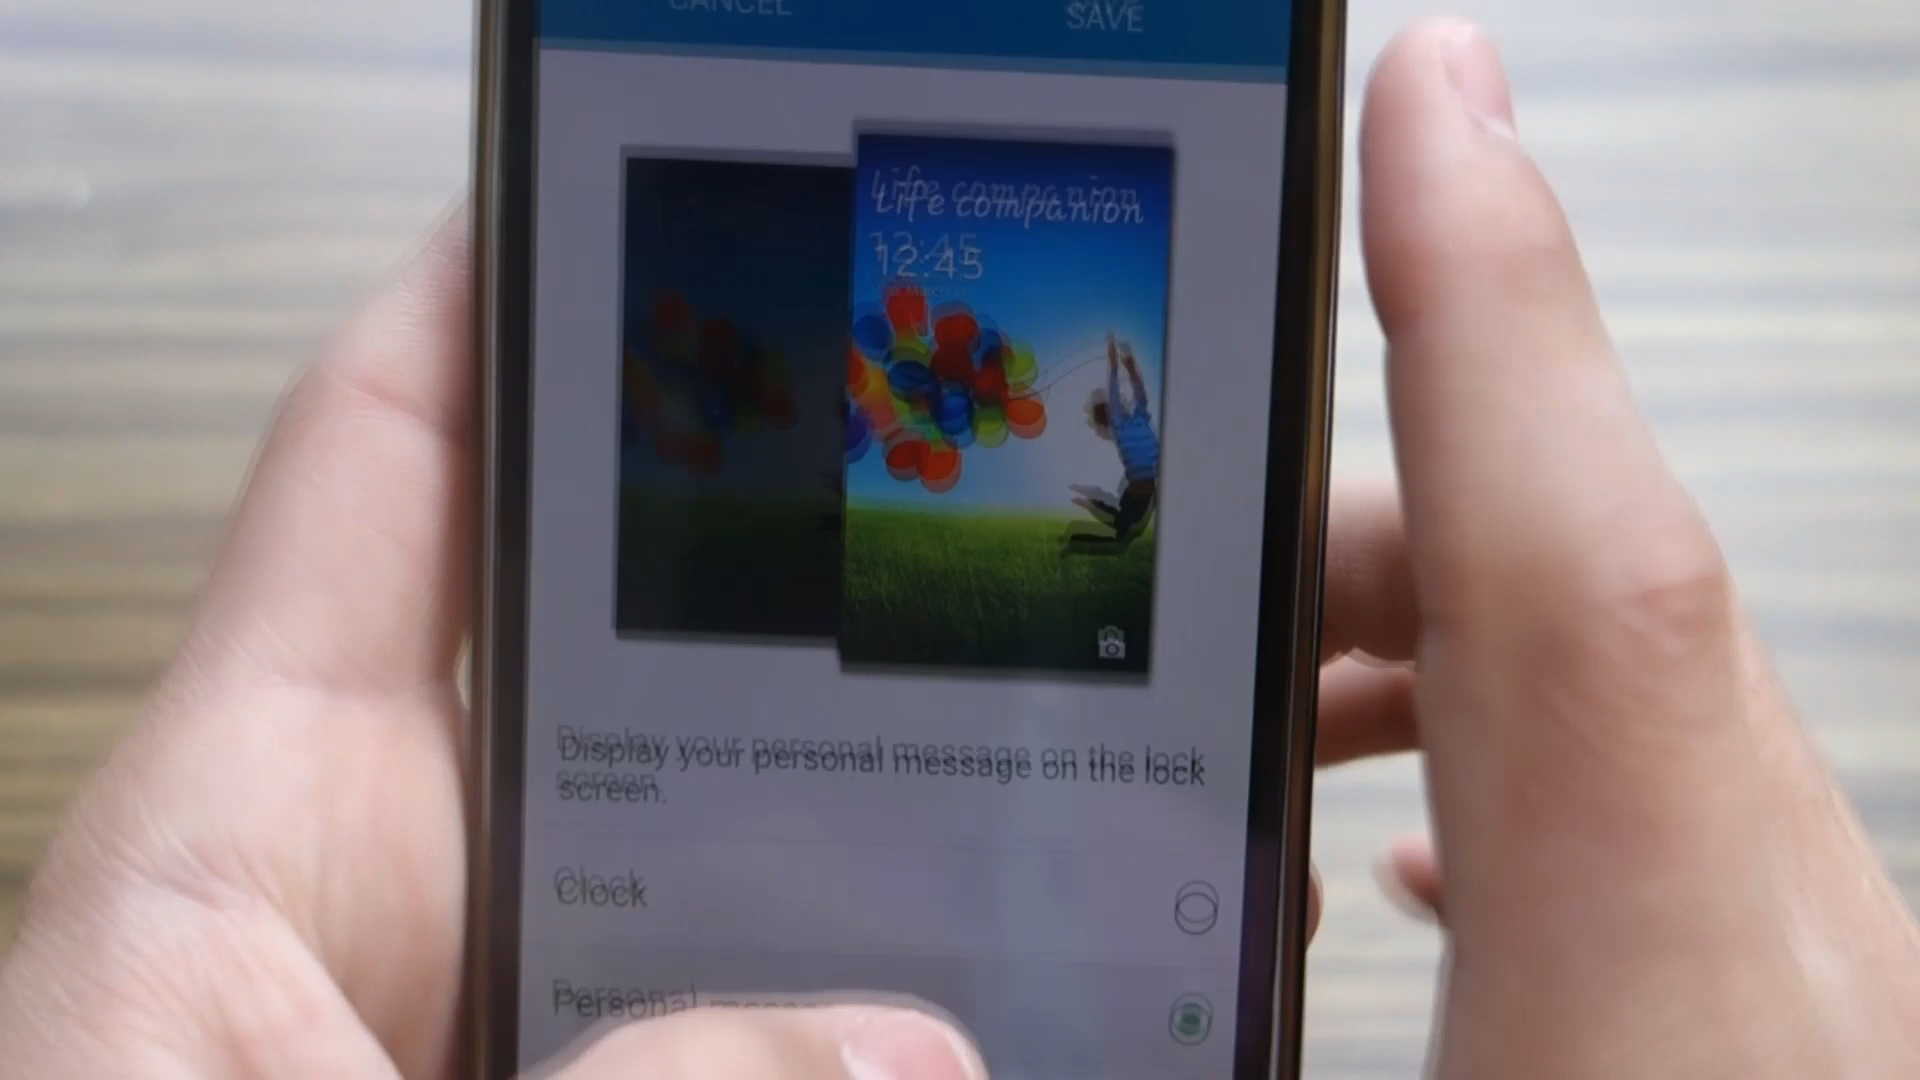 CANCEL
SAVE
Life companion
12:45
Display your personal message on the lock
screen.
Clock
Personal message